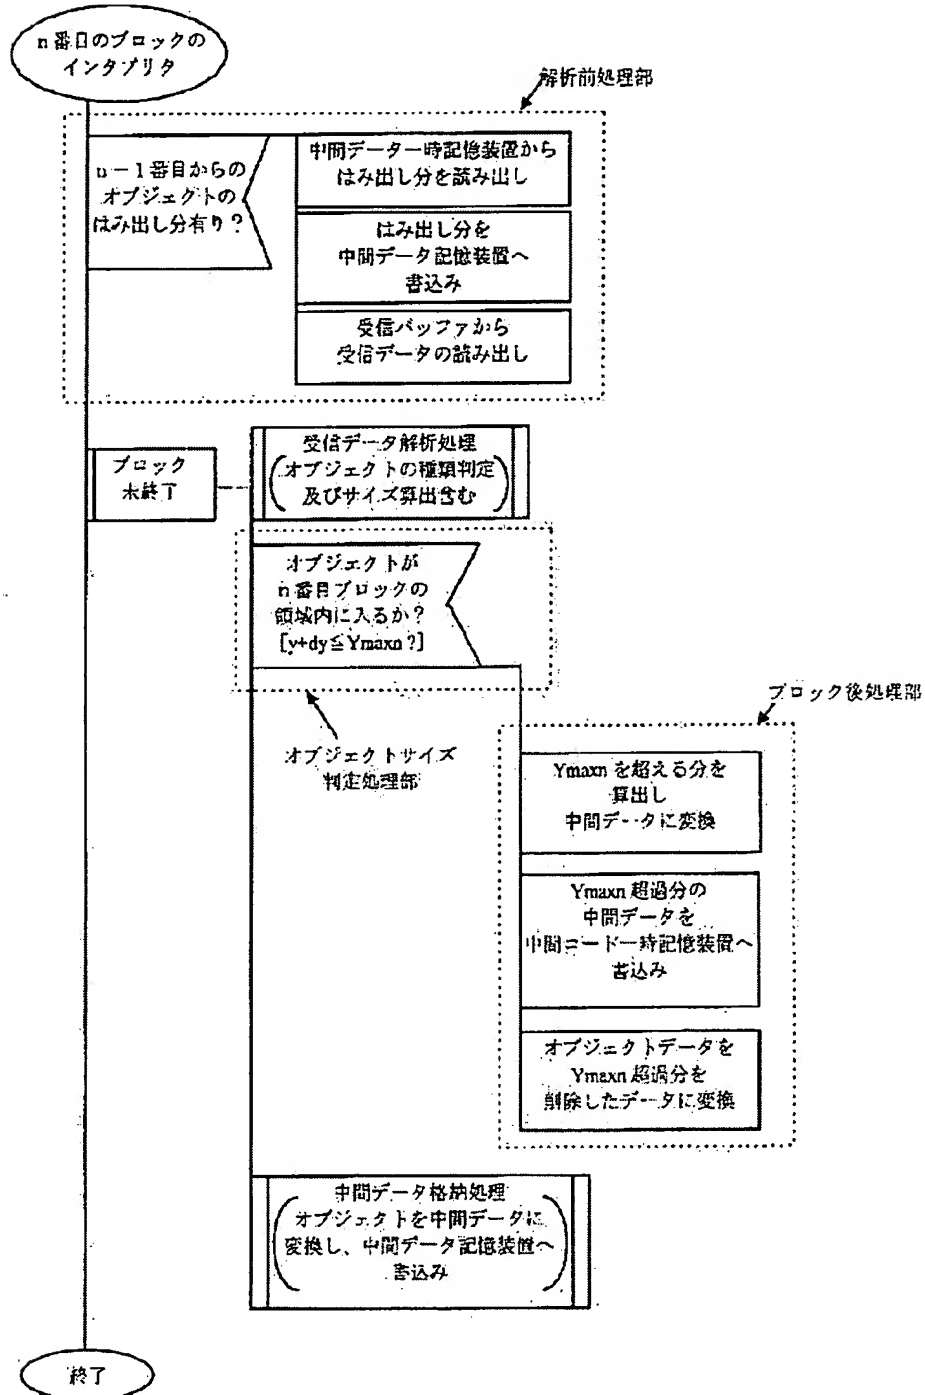 n番目のブロックの
インタプリタ
解析前処理部
n－1番目からの
オブジェクトの
はみ出し分有り？
中間データ一時記憶装置から
はみ出し分を読み出し
はみ出し分を
中間データ記憶装置へ
書込み
受信バッファから
受信データの読み出し
ブロック
未終了
受信データ解析処理
オブジェクトの種類判定
及びサイズ算出含む
オブジェクトが
n番目ブロックの
領域内に入るか？
[y+dy≦Ymaxn?]
オブジェクトサイズ
判定処理部
ブロック後処理部
Ymaxnを超える分を
算出し
中間データに変換
Ymaxn超過分の
中間データを
中間コード一時記憶装置へ
書込み
オブジェクトデータを
Ymaxn超過分を
削除したデータに変換
中間データ格納処理
オブジェクトを中間データに
変換し、中間データ記憶装置へ
書込み
終了